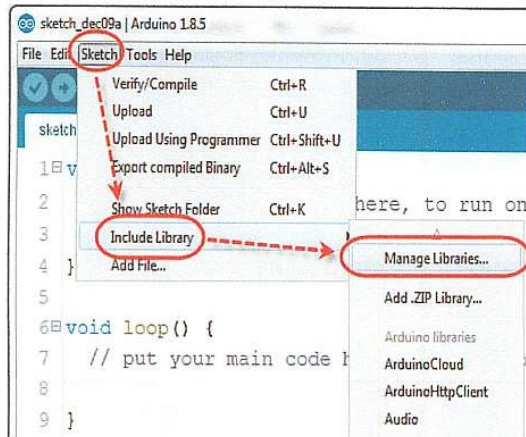 sketch_dec09a | Arduino 1.8.5
File Edit Sketch Tools Help
Verify/Compile Ctrl+R
Upload Ctrl+U
Upload Using Programmer Ctrl+Shift+U
Export compiled Binary Ctrl+Alt+S
Show Sketch Folder Ctrl+K
Include Library
Add File...
Manage Libraries...
Add .ZIP Library...
Arduino libraries
ArduinoCloud
ArduinoHttpClient
Audio
sketch
1 v
2 here, to run on
3
4 }
5
6 void loop() {
7 // put your main code h
8
9 }